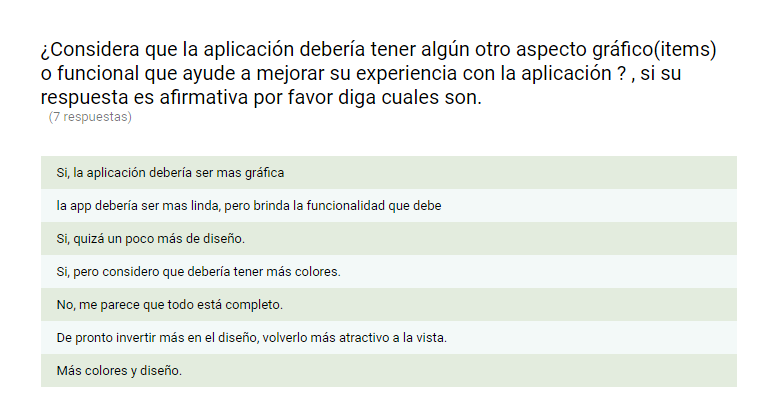 ¿Considera que la aplicación debería tener algún otro aspecto gráfico(items)
o funcional que ayude a mejorar su experiencia con la aplicación ? , si su
respuesta es afirmativa por favor diga cuales son.
(7 respuestas)
Si, la aplicación debería ser mas gráfica
la app debería ser mas linda, pero brinda la funcionalidad que debe
Si, quizá un poco más de diseño.
Si, pero considero que debería tener más colores.
No, me parece que todo está completo.
De pronto invertir más en el diseño, volverlo más atractivo a la vista.
Más colores y diseño.